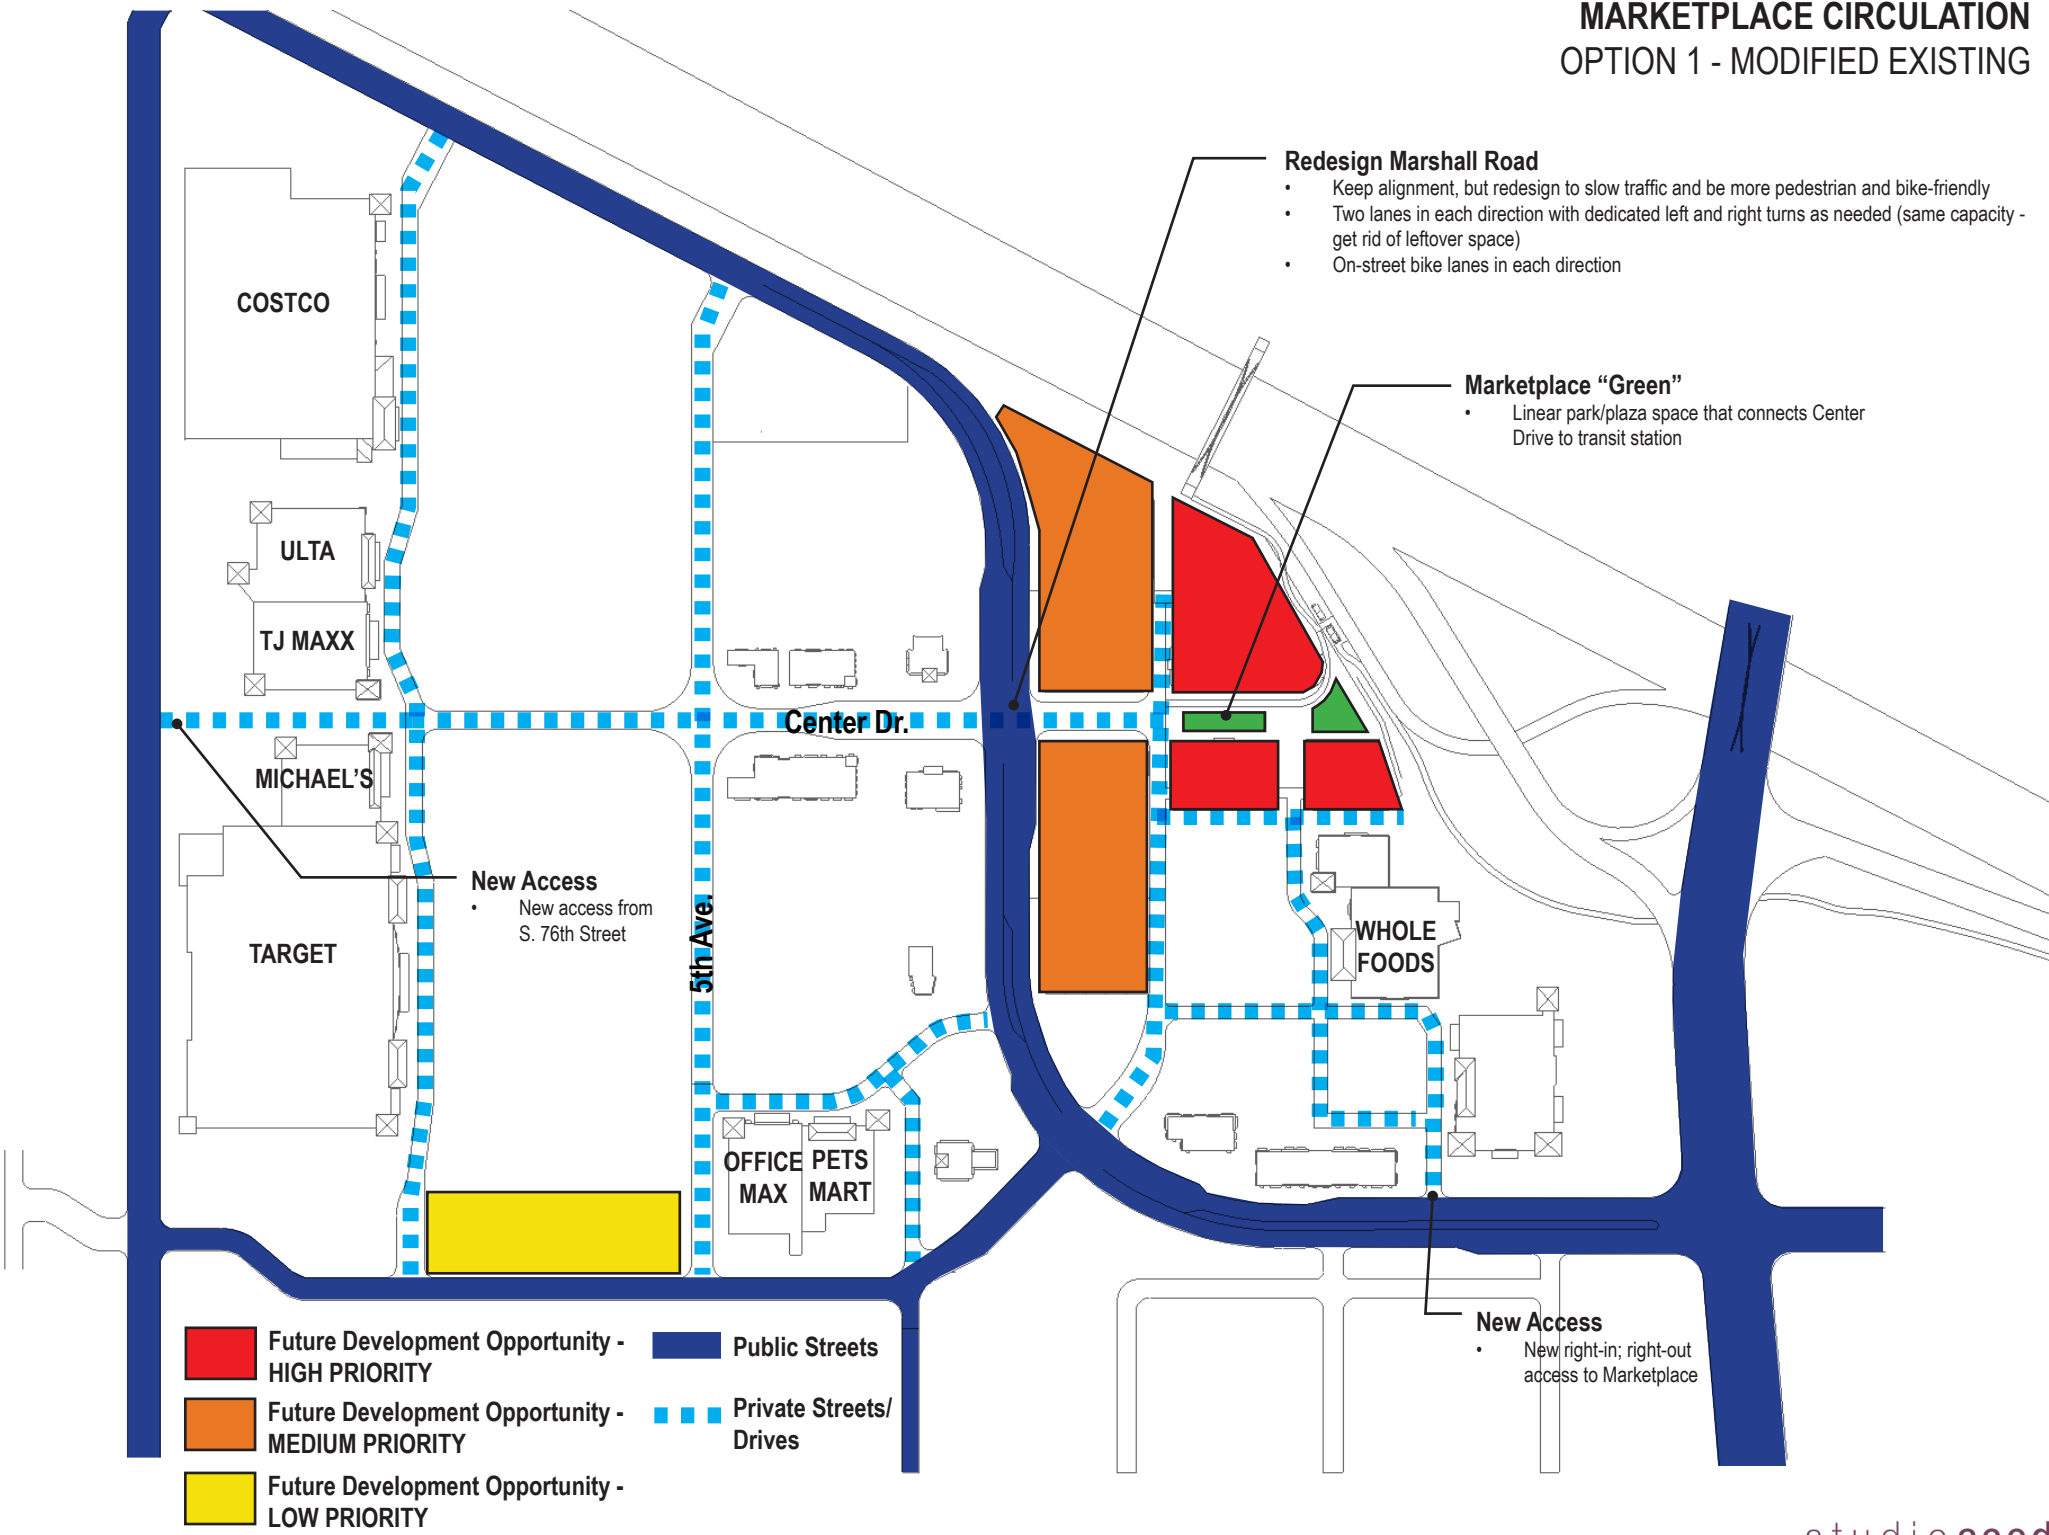 MARKETPLACE CIRCULATION
OPTION 1 - MODIFIED EXISTING
Redesign Marshall Road
• Keep alignment, but redesign to slow traffic and be more pedestrian and bike-friendly
• Two lanes in each direction with dedicated left and right turns as needed (same capacity -
get rid of leftover space)
• On-street bike lanes in each direction
Marketplace “Green”
• Linear park/plaza space that connects Center
Drive to transit station
COSTCO
ULTA
TJ MAXX
Center Dr.
MICHAEL’S
New Access
• New access from
S. 76th Street
TARGET
5th Ave.
WHOLE
FOODS
OFFICE
MAX
PETS
MART
New Access
• New right-in; right-out
access to Marketplace
Future Development Opportunity -
HIGH PRIORITY
Future Development Opportunity -
MEDIUM PRIORITY
Future Development Opportunity -
LOW PRIORITY
Public Streets
Private Streets/
Drives